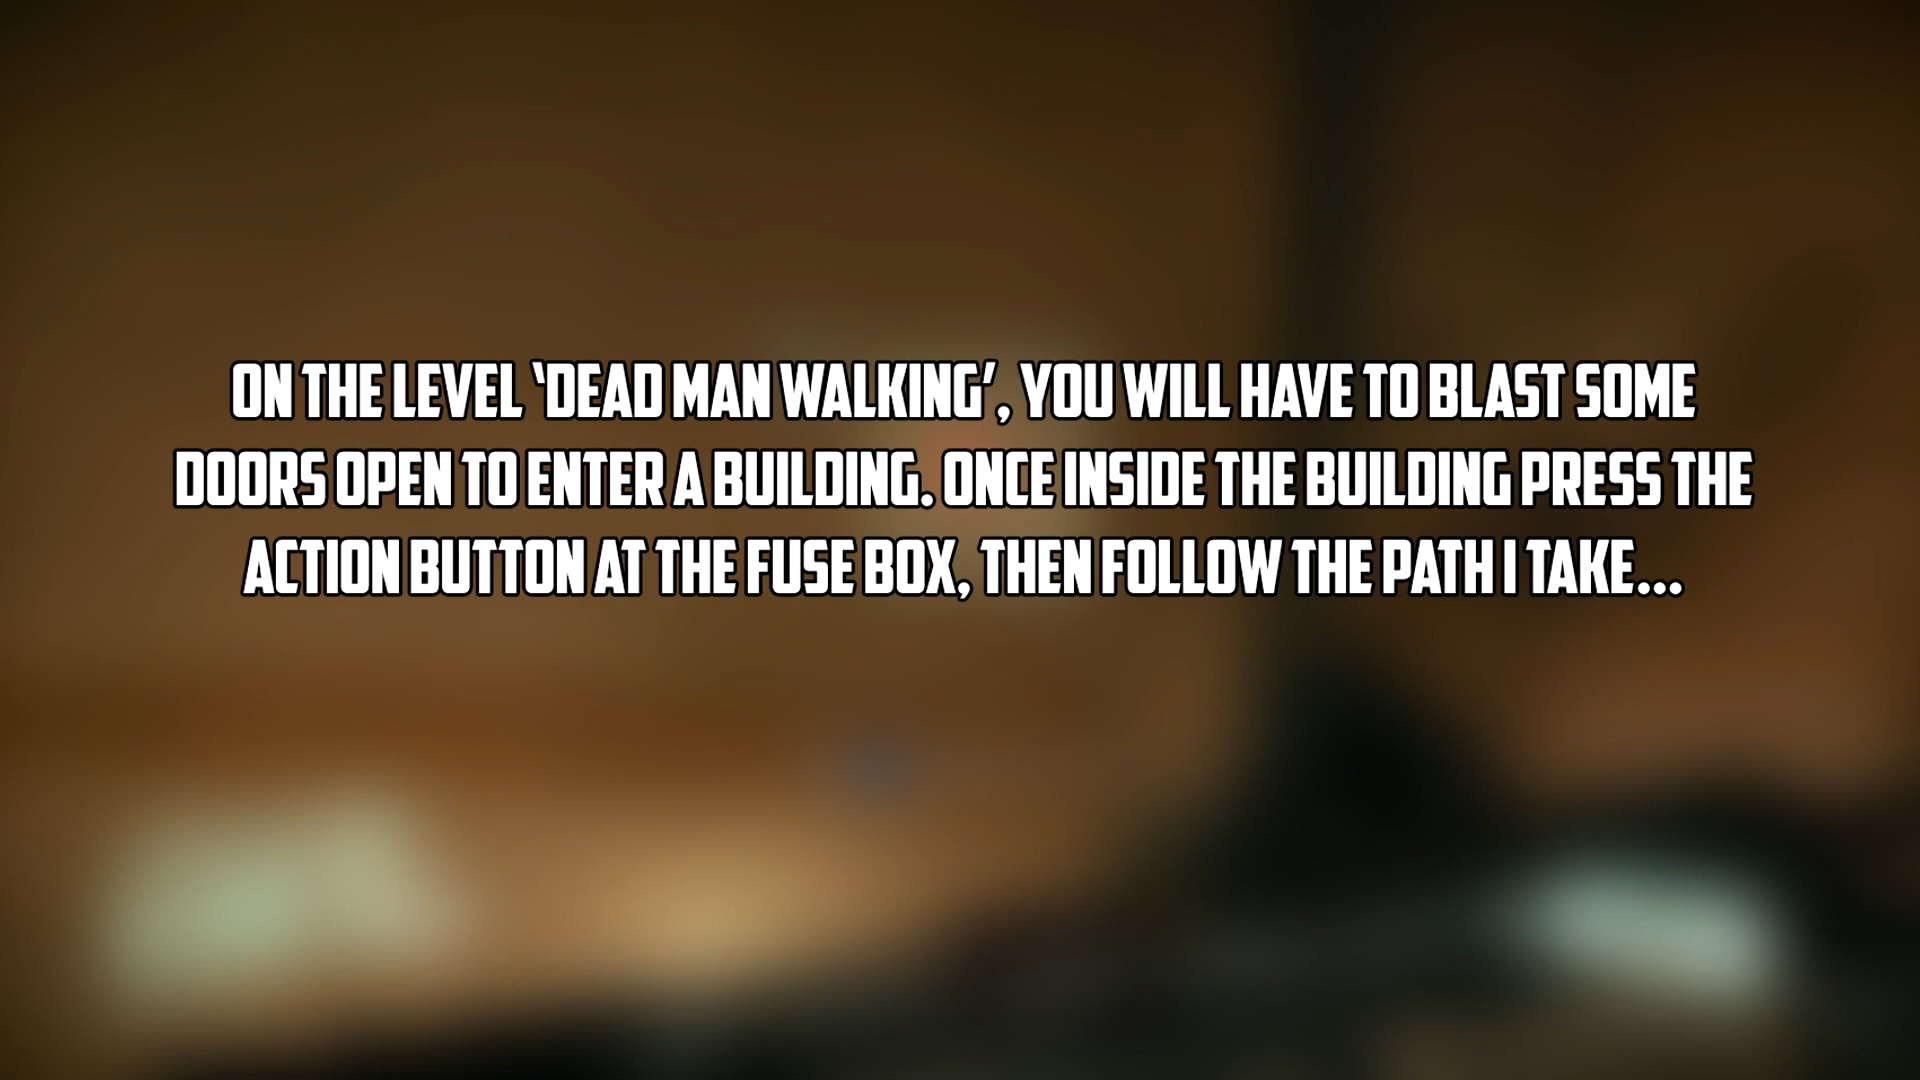 ON THE LEVEL ‘DEAD MAN WALKING’, YOU WILL HAVE TO BLAST SOME
DOORS OPEN TO ENTER A BUILDING. ONCE INSIDE THE BUILDING PRESS THE
ACTION BUTTON AT THE FUSE BOX, THEN FOLLOW THE PATH I TAKE...